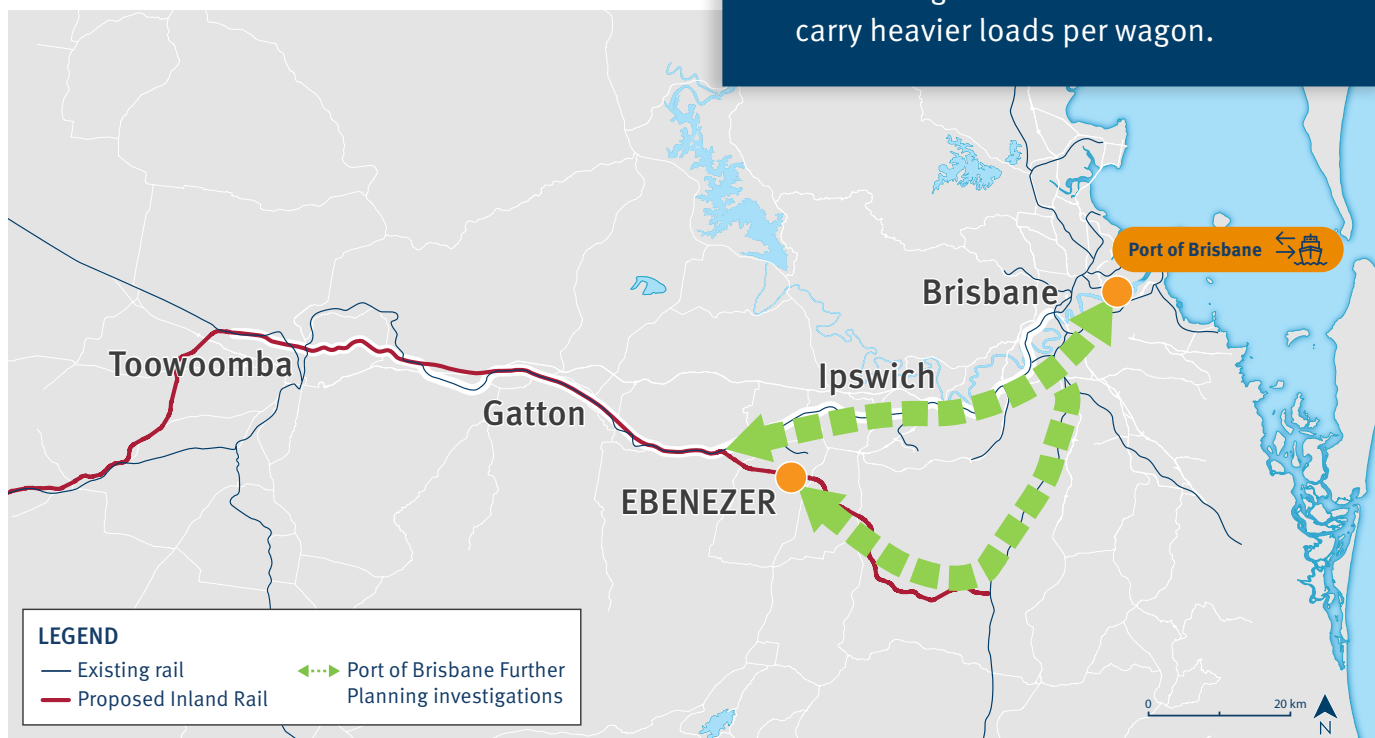 carry heavier loads per wagon.
Port of Brisbane
Brisbane
Toowoomba
Ipswich
Gatton
EBENEZER
LEGEND
Existing rail
Proposed Inland Rail
Port of Brisbane Further
Planning investigations
0 20 km
N